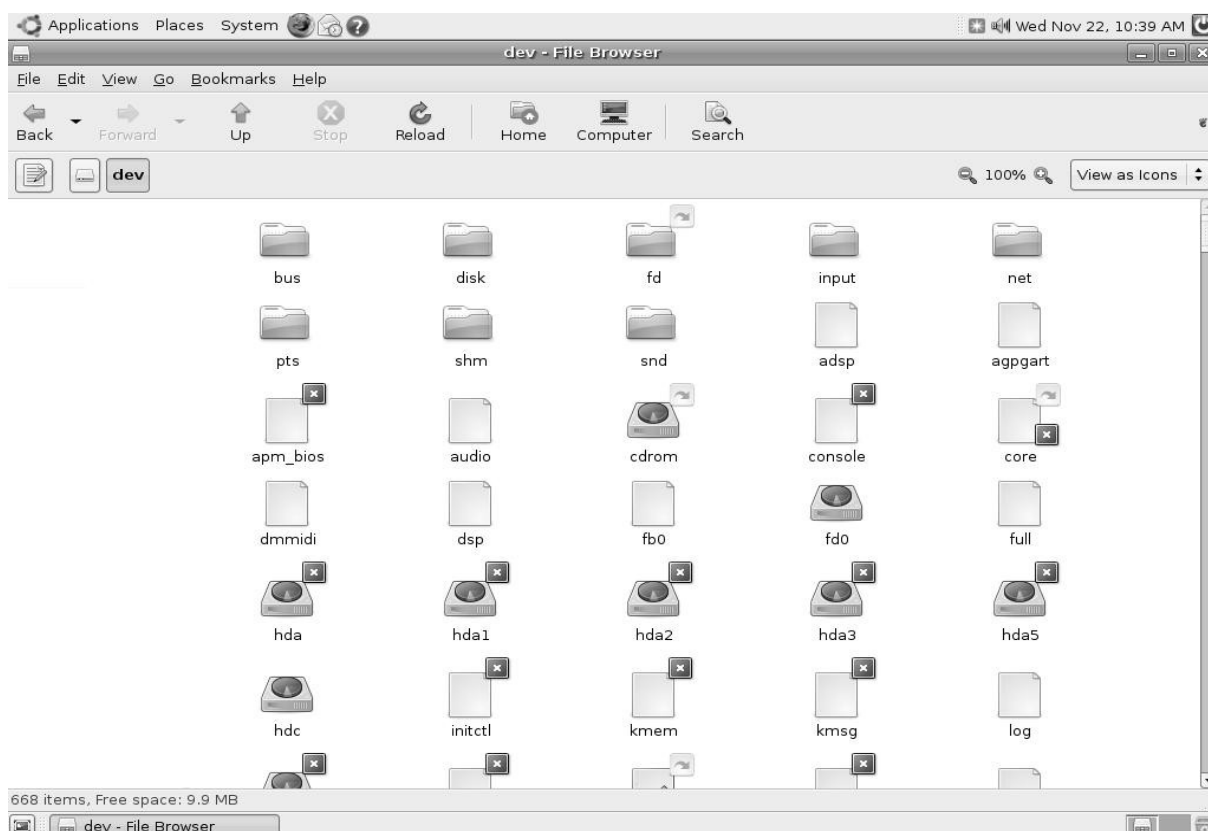 Applications Places System Wed Nov 22, 10:39 AM
dev - File Browser
File Edit View Go Bookmarks Help
Back Forward Up Stop Reload Home Computer Search
dev 100% View as Icons
bus disk fd input net
pts shm snd adsp agpgart
apm_bios audio cdrom console core
dmmidi dsp fb0 fd0 full
hda hda1 hda2 hda3 hda5
hdc initctl kmem kmsg log
668 items, Free space: 9.9 MB
dev - File Browser